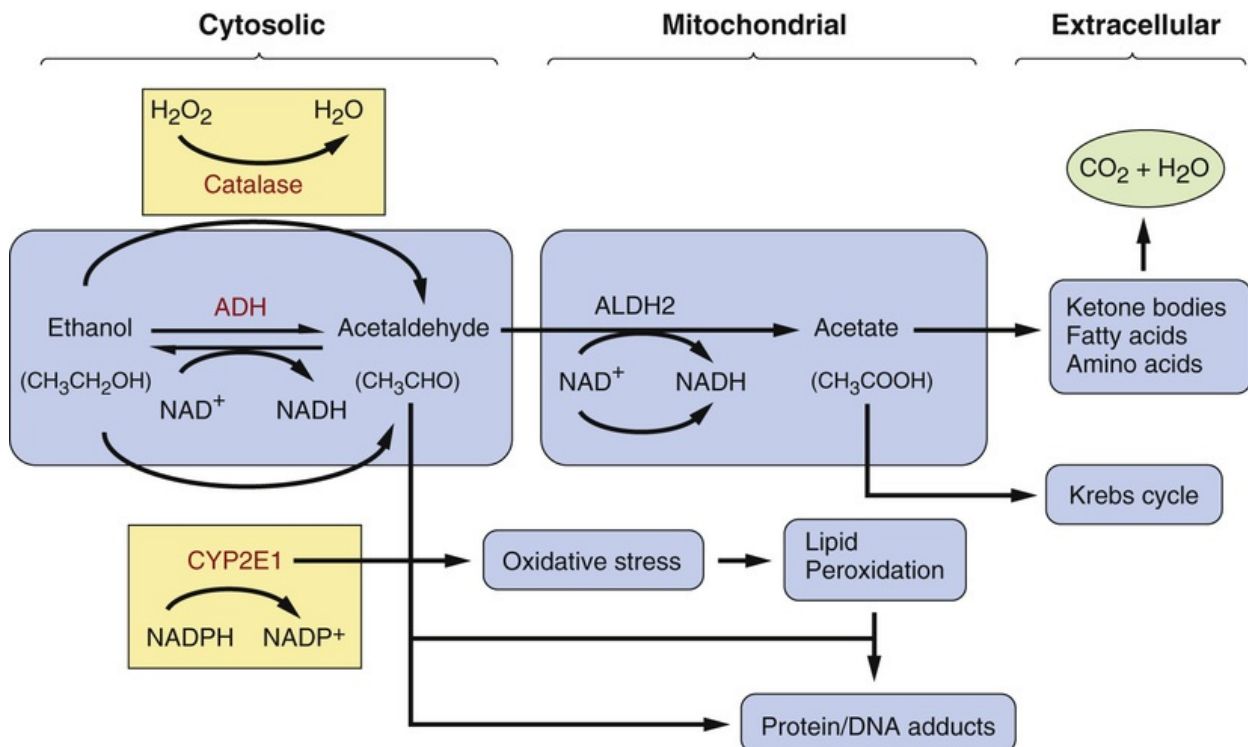 Cytosolic
Mitochondrial
Extracellular
H₂O₂
H₂O
Catalase
CO₂ + H₂O
Ethanol
ADH
Acetaldehyde
ALDH2
Acetate
Ketone bodies
Fatty acids
Amino acids
(CH₃CH₂OH)
NAD⁺
NADH
(CH₃CHO)
NAD⁺
NADH
(CH₃COOH)
Krebs cycle
CYP2E1
Oxidative stress
Lipid
Peroxidation
NADPH
NADP+
Protein/DNA adducts